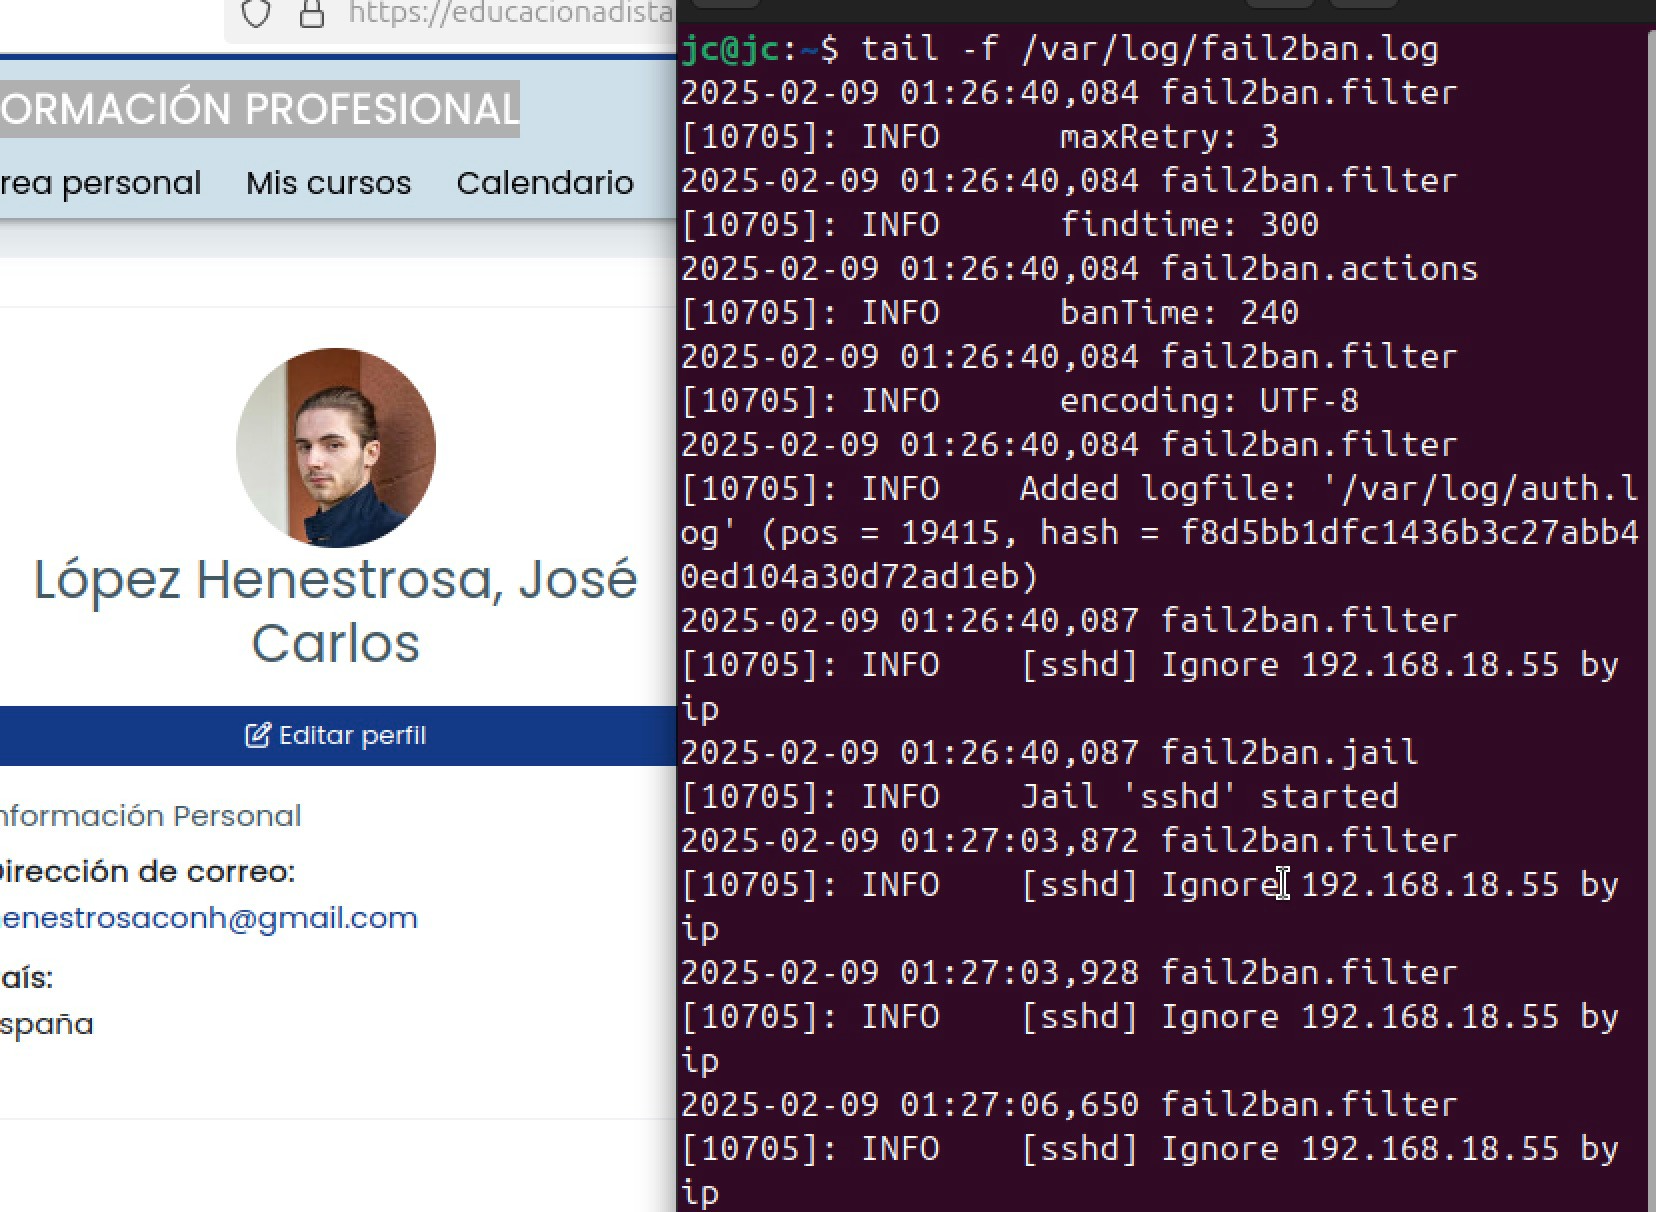 https://educacionadista
ORMACIÓN PROFESIONAL
rea personal Mis cursos Calendario
López Henestrosa, José
Carlos
Editar perfil
nformación Personal
Dirección de correo:
henestrosaconh@gmail.com
aís:
spaña
jc@jc:~$ tail -f /var/log/fail2ban.log
2025-02-09 01:26:40,084 fail2ban.filter
[10705]: INFO      maxRetry: 3
2025-02-09 01:26:40,084 fail2ban.filter
[10705]: INFO      findtime: 300
2025-02-09 01:26:40,084 fail2ban.actions
[10705]: INFO      banTime: 240
2025-02-09 01:26:40,084 fail2ban.filter
[10705]: INFO      encoding: UTF-8
2025-02-09 01:26:40,084 fail2ban.filter
[10705]: INFO    Added logfile: '/var/log/auth.l
og' (pos = 19415, hash = f8d5bb1dfc1436b3c27abb4
0ed104a30d72ad1eb)
2025-02-09 01:26:40,087 fail2ban.filter
[10705]: INFO    [sshd] Ignore 192.168.18.55 by
ip
2025-02-09 01:26:40,087 fail2ban.jail
[10705]: INFO    Jail 'sshd' started
2025-02-09 01:27:03,872 fail2ban.filter
[10705]: INFO    [sshd] Ignore 192.168.18.55 by
ip
2025-02-09 01:27:03,928 fail2ban.filter
[10705]: INFO    [sshd] Ignore 192.168.18.55 by
ip
2025-02-09 01:27:06,650 fail2ban.filter
[10705]: INFO    [sshd] Ignore 192.168.18.55 by
ip